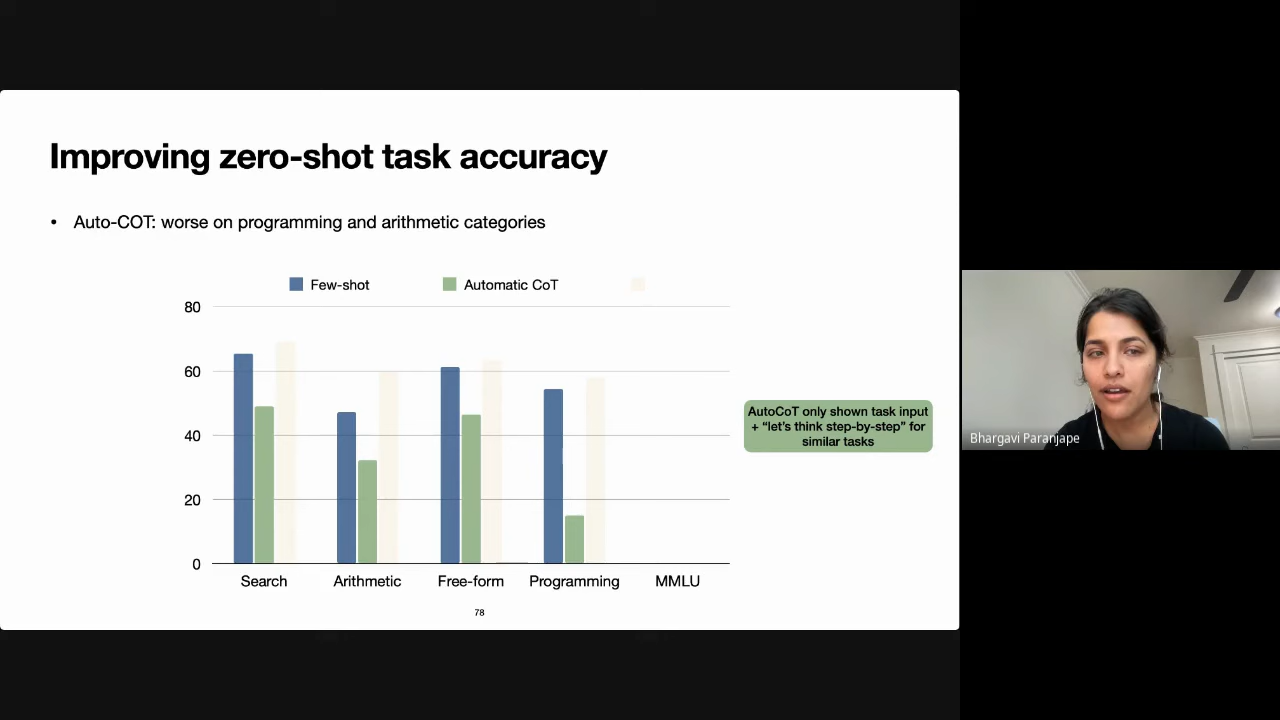 Improving zero-shot task accuracy
• Auto-COT: worse on programming and arithmetic categories
Few-shot
Automatic CoT
80
60
40
20
0
Search
Arithmetic
Free-form
Programming
MMLU
AutoCoT only shown task input
+ “let’s think step-by-step” for
similar tasks
78
Bhargavi Paranjape